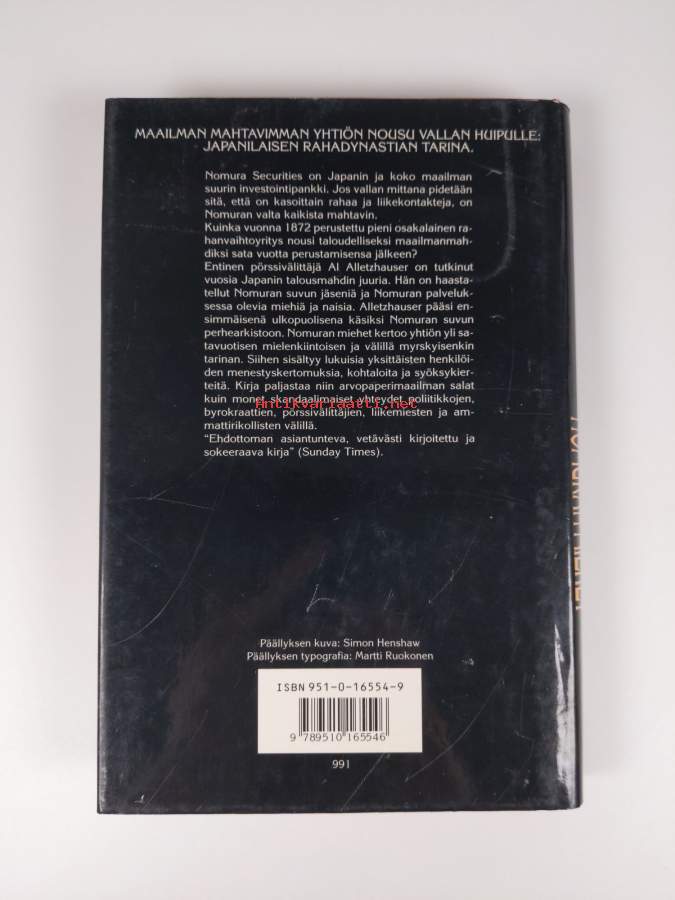 MAAILMAN MAHTAVIMMAN YHTIÖN NOUSU VALLAN HUIPULLE:
JAPANILAISEN RAHADYNASTIAN TARINA.
Nomura Securities on Japanin ja koko maailman
suurin investointipankki. Jos vallan mittana pidetään
sitä, että on kasoittain rahaa ja liikekontakteja, on
Nomuran valta kaikista mahtavin.
Kuinka vuonna 1872 perustettu pieni osakalainen ra-
hanvaihtoyritys nousi taloudelliseksi maailmanmah-
diksi sata vuotta perustamisensa jälkeen?
Entinen pörssivälittäjä Al Alletzhauser on tutkinut
vuosia Japanin talousmahdin juuria. Hän on haasta-
tellut Nomuran suvun jäseniä ja Nomuran palveluk-
sessa olevia miehiä ja naisia. Alletzhauser pääsi en-
simmäisenä ulkopuolisena käsiksi Nomuran suvun
perhearkistoon. Nomuran miehet kertoo yhtiön yli sa-
tavuotisen mielenkiintoisen ja välillä myrskyisenkin
tarinan. Siihen sisältyy lukuisia yksittäisten henkilöi-
den menestyskertomuksia, kohtaloita ja syöksykier-
teitä. Kirja paljastaa niin arvopaperimaailman salat
kuin monet skandaalimaiset yhteydet poliitikkojen,
Antikvariaatti.net
byrokraattien, pörssivälittäjien, liikemiesten ja am-
mattirikollisten välillä.
"Ehdottoman asiantunteva, vetävästi kirjoitettu ja
sokeeraava kirja" (Sunday Times).
Päällyksen kuva: Simon Henshaw
Päällyksen typografia: Martti Ruokonen
ISBN 951-0-16554-9
9 789510 165546
991